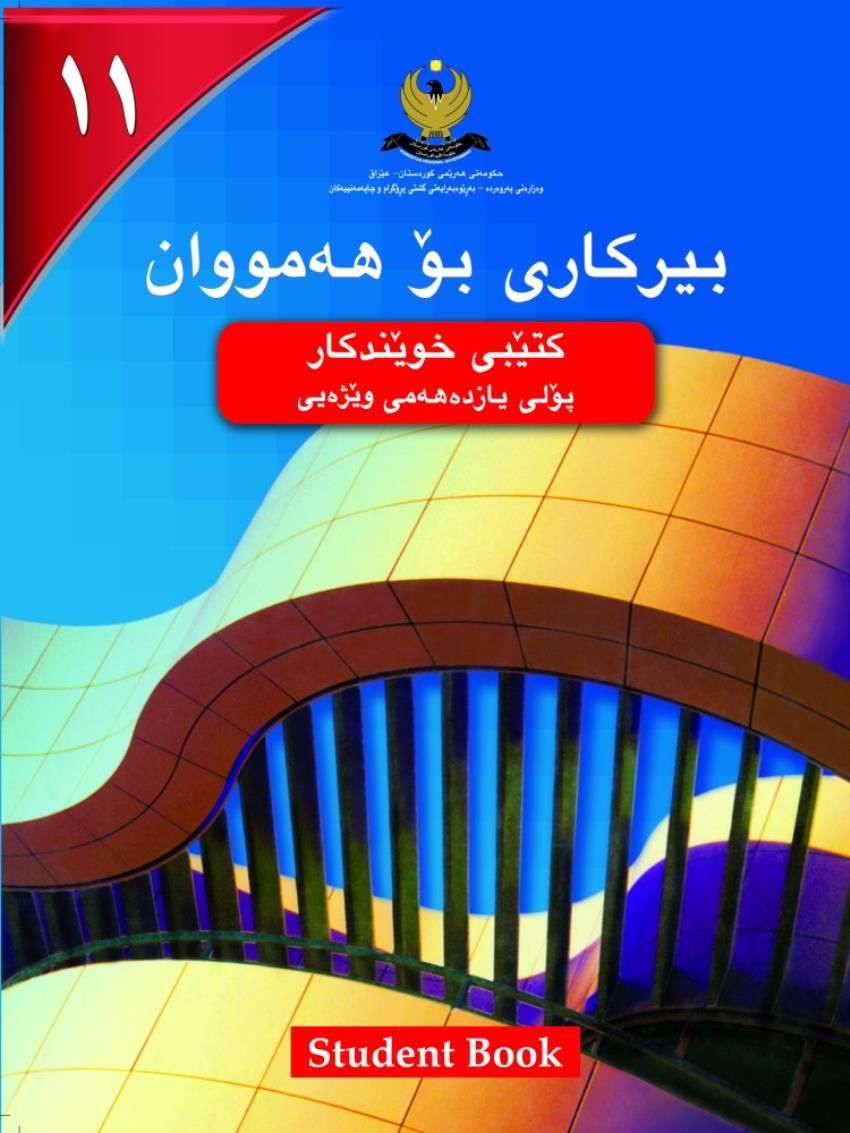 ١١
حکومەتی هەرێمی کوردستان - عێراق
وەزارەتی پەروەردە - بەڕێوەبەرایەتی گشتی پڕۆگرام و چاپەمەنییەکان
بیرکاری بۆ هەمووان
کتێبی خوێندکار
پۆلی یازدەهەمی وێژەیی
Student Book